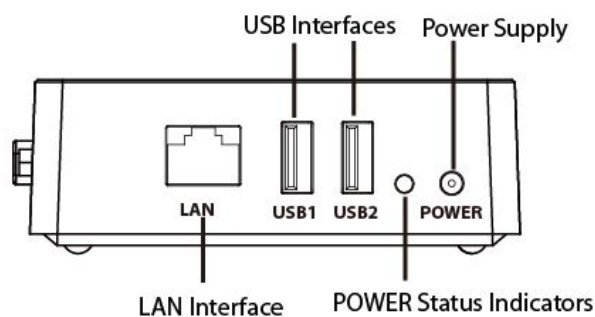 USB Interfaces
Power Supply
LAN
USB1
USB2
POWER
LAN Interface
POWER Status Indicators